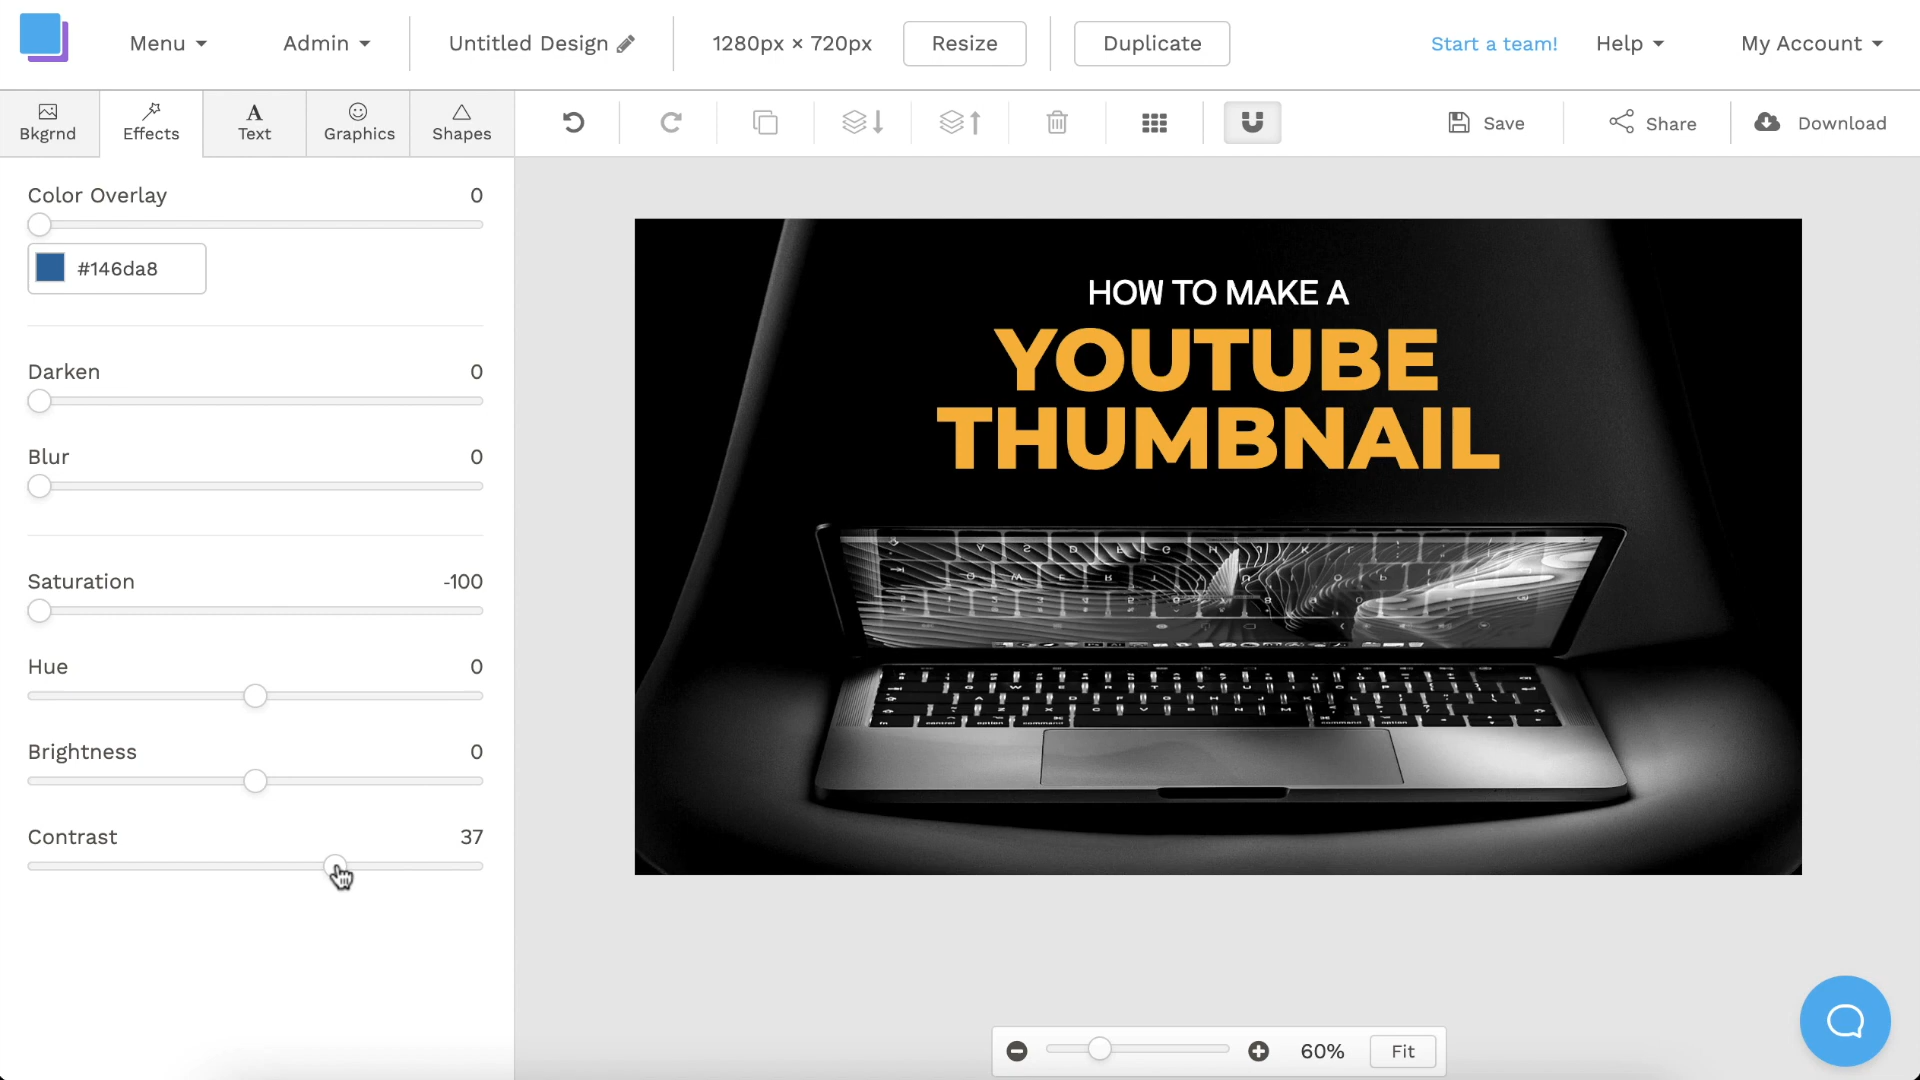 Menu
Admin
Untitled Design
1280px × 720px
Resize
Duplicate
Start a team!
Help
My Account
Bkgrnd
Effects
Text
Graphics
Shapes
Save
Share
Download
Color Overlay 0
#146da8
Darken 0
Blur 0
Saturation -100
Hue 0
Brightness 0
Contrast 37
HOW TO MAKE A
YOUTUBE
THUMBNAIL
60%
Fit